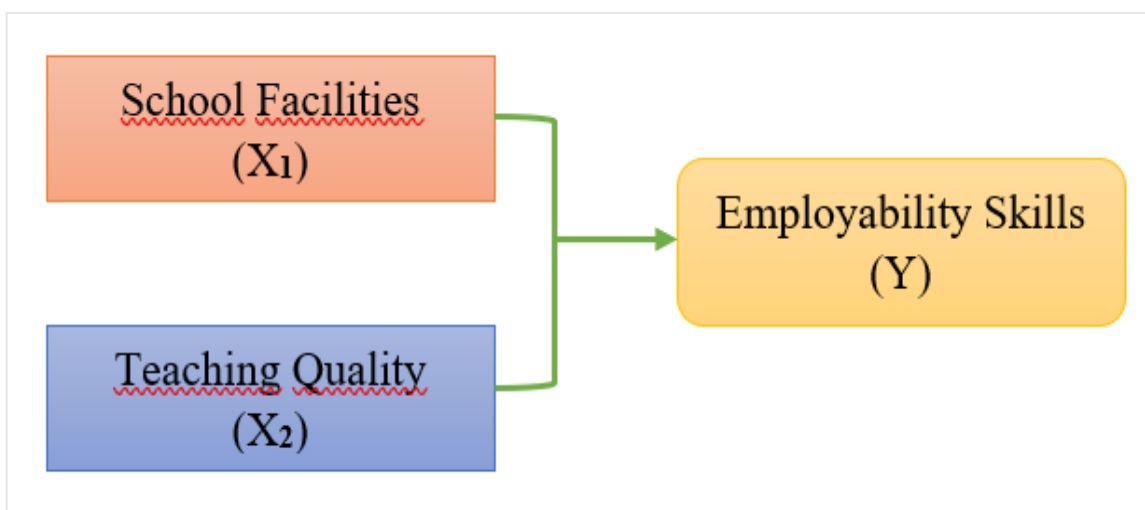 School Facilities
(X₁)
Employability Skills
(Y)
Teaching Quality
(X₂)